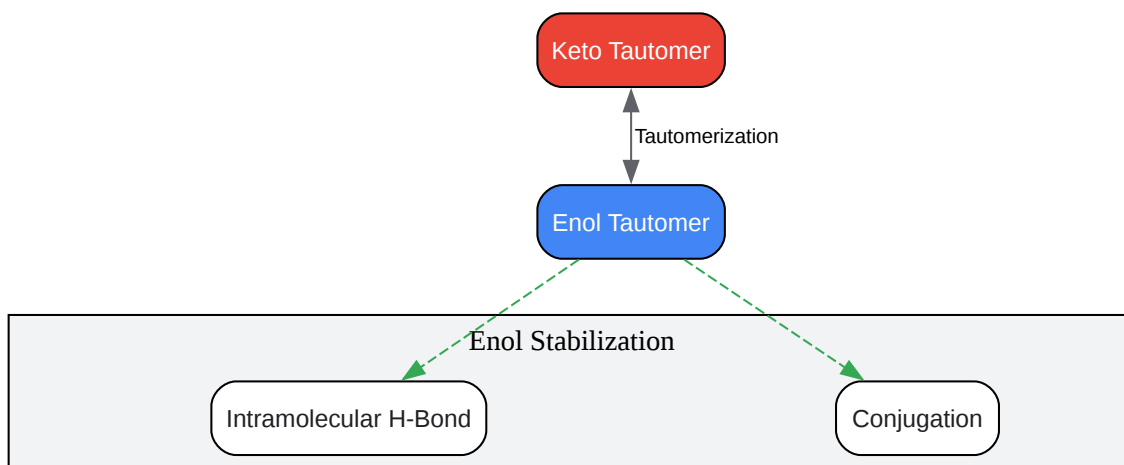 Keto Tautomer
Tautomerization
Enol Tautomer
Enol Stabilization
Intramolecular H-Bond
Conjugation